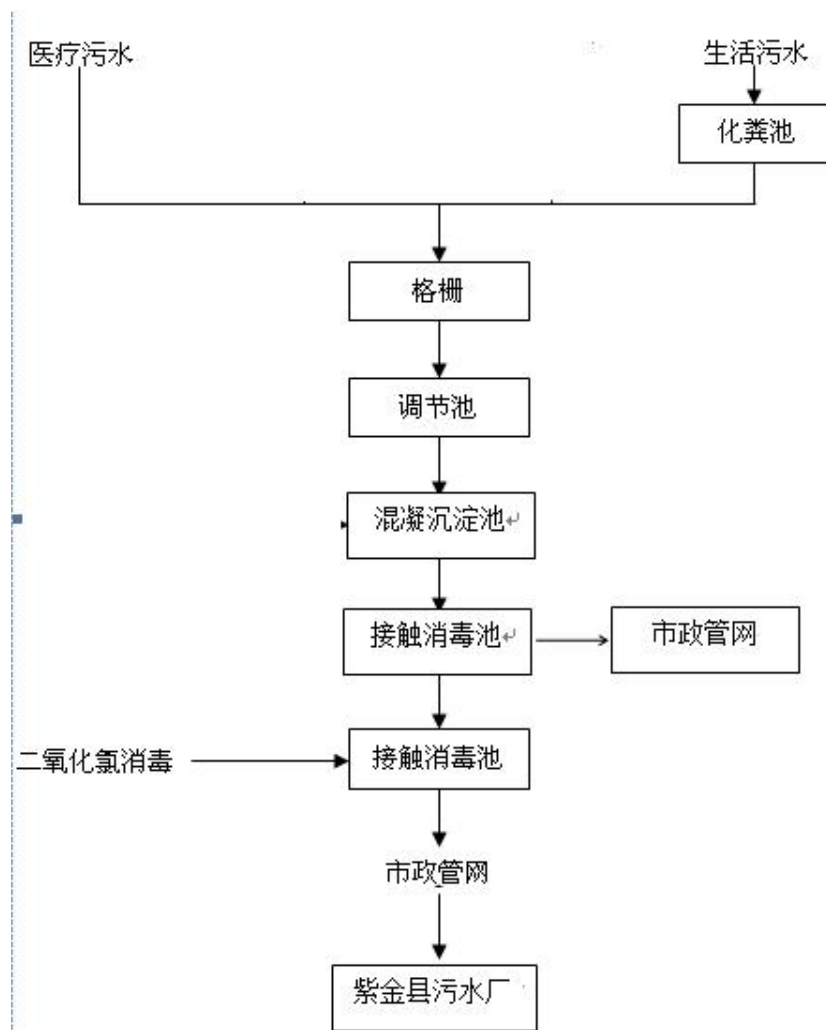 医疗污水
生活污水
化粪池
格栅
调节池
混凝沉淀池↵
接触消毒池↵
市政管网
二氧化氯消毒
接触消毒池
市政管网
紫金县污水厂